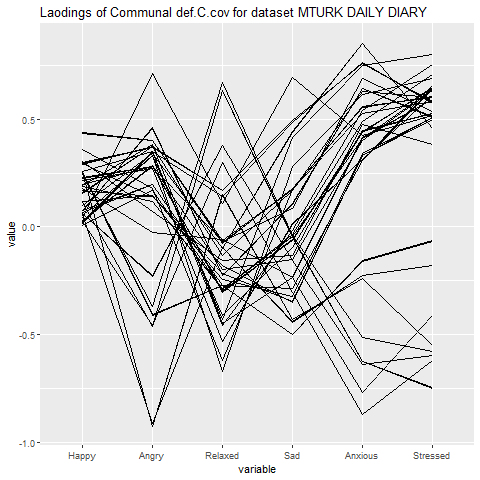 Laodings of Communal def.C.cov for dataset MTURK DAILY DIARY
0.5
0.0
-0.5
-1.0
value
Happy Angry Relaxed Sad Anxious Stressed
variable